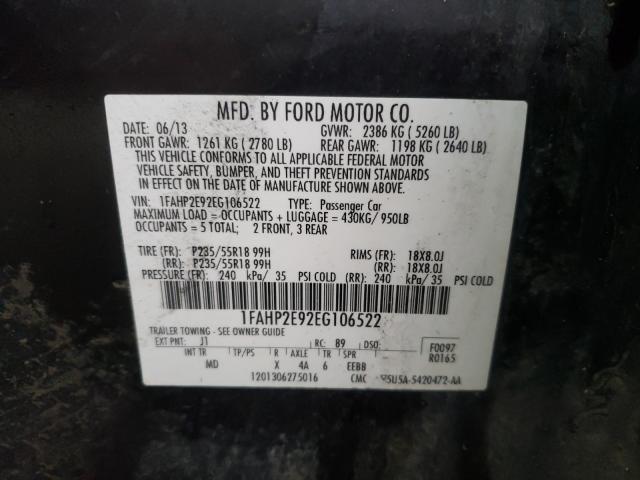 MFD. BY FORD MOTOR CO.
DATE: 06/13 GVWR: 2386 KG ( 5260 LB)
FRONT GAWR: 1261 KG ( 2780 LB) REAR GAWR: 1198 KG ( 2640 LB)
THIS VEHICLE CONFORMS TO ALL APPLICABLE FEDERAL MOTOR
VEHICLE SAFETY, BUMPER, AND THEFT PREVENTION STANDARDS
IN EFFECT ON THE DATE OF MANUFACTURE SHOWN ABOVE.
VIN: 1FAHP2E92EG106522 TYPE: Passenger Car
MAXIMUM LOAD = OCCUPANTS + LUGGAGE = 430KG/ 950LB
OCCUPANTS = 5 TOTAL; 2 FRONT, 3 REAR
TIRE (FR): P235/55R18 99H RIMS (FR): 18X8.0J
(RR): P235/55R18 99H (RR): 18X8.0J
PRESSURE (FR): 240 kPa/ 35 PSI COLD (RR): 240 kPa/ 35 PSI COLD
1FAHP2E92EG106522
TRAILER TOWING - SEE OWNER GUIDE
EXT PNT: J1 RC: 89 DSO: F0097
R0165
INT TR TP/PS R AXLE TR SPR
MD X 4A 6 EEBB
1201306275016 CMC 5U5A-5420472-AA